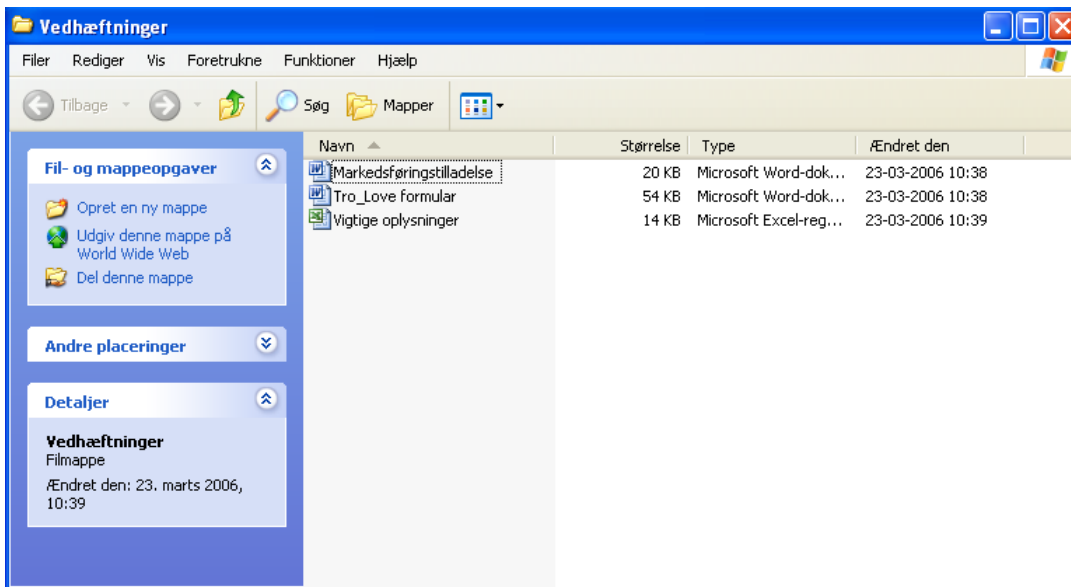 Vedhæftninger
Filer Rediger Vis Foretrukne Funktioner Hjælp
Tilbage Søg Mapper
Fil- og mappeopgaver
Opret en ny mappe
Udgiv denne mappe på
World Wide Web
Del denne mappe
Andre placeringer
Detaljer
Vedhæftninger
Filmappe
Ændret den: 23. marts 2006,
10:39
Navn Størrelse Type Ændret den
Markedsføringstilladelse 20 KB Microsoft Word-dok... 23-03-2006 10:38
Tro_Love formular 54 KB Microsoft Word-dok... 23-03-2006 10:38
Vigtige oplysninger 14 KB Microsoft Excel-reg... 23-03-2006 10:39